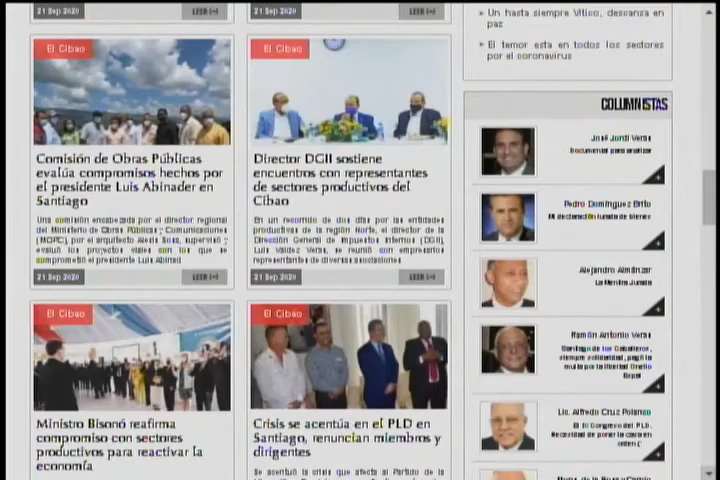 21 Sep 2020
LEER [+]
21 Sep 2020
LEER [+]
El Cibao
Comisión de Obras Públicas
evalúa compromisos hechos por
el presidente Luis Abinader en
Santiago
Una comisión encabezada por el director regional
del Ministerio de Obras Públicas y Comunicaciones
(MOPC), por el arquitecto Alexis Sosa, supervisó y
evaluó los proyectos viales con los que se
comprometió el presidente Luis Abinad
21 Sep 2020
LEER [+]
El Cibao
Director DGII sostiene
encuentros con representantes
de sectores productivos del
Cibao
En un recorrido de dos días por las entidades
productivas de la región Norte, el director de la
Dirección General de Impuestos Internos (DGII),
Luis Valdez Veras, se reunió con empresarios
representantes de diversas asociaciones
21 Sep 2020
LEER [+]
El Cibao
Ministro Bisonó reafirma
compromiso con sectores
productivos para reactivar la
economía
El Cibao
Crisis se acentúa en el PLD en
Santiago, renuncian miembros y
dirigentes
Se acentuó la crisis que afecta al Partido de la
Un hasta siempre Vitico, descansa en
paz
El temor esta en todos los sectores
por el coronavirus
COLUMNISTAS
José Jordi Veras
Documental para analizar
Pedro Domínguez Brito
Mi declaración jurada de bienes
Alejandro Almánzar
La Mentira Jurada
Ramón Antonio Veras
Santiago de los Caballeros,
siempre solidaridad, pagó la
multa por la libertad
Lic. Alfredo Cruz Polanco
El IX Congreso del PLD.
Necesidad de poner la casa en
orden (